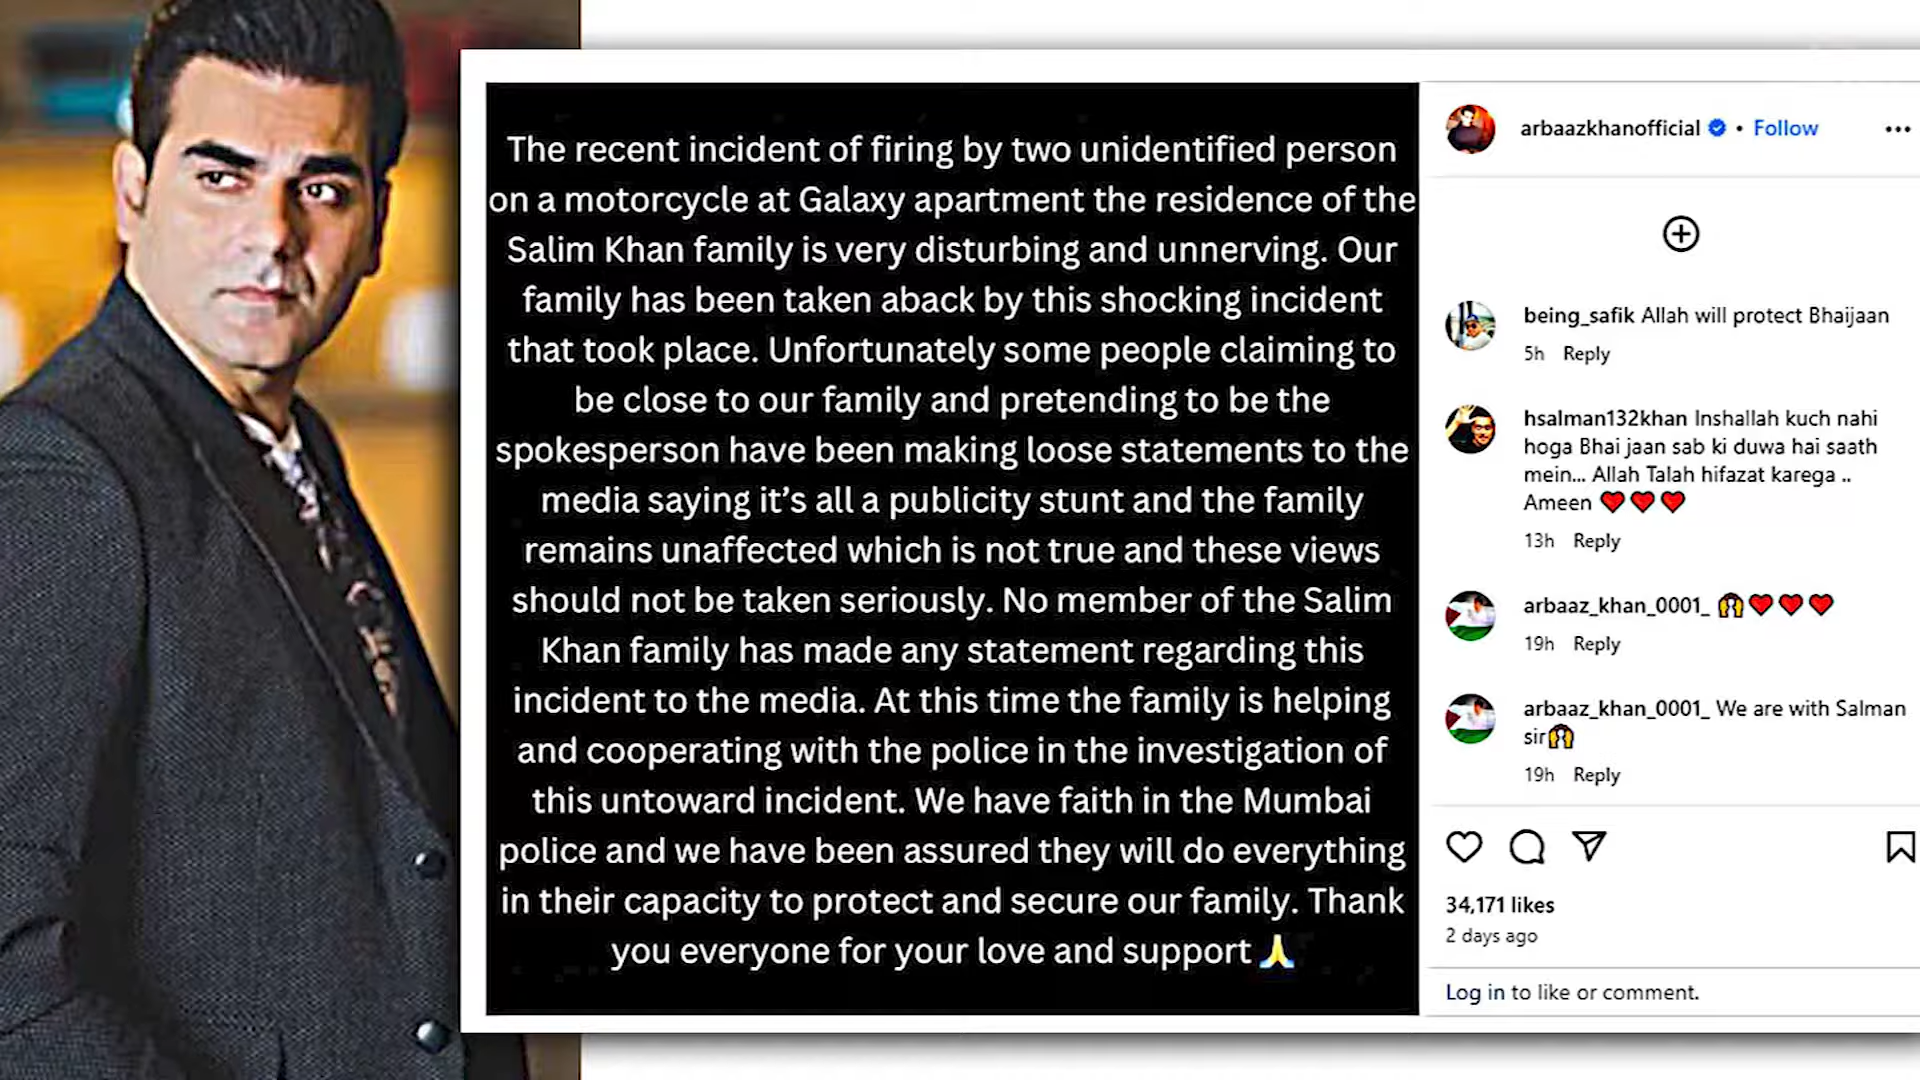 The recent incident of firing by two unidentified person
on a motorcycle at Galaxy apartment the residence of the
Salim Khan family is very disturbing and unnerving. Our
family has been taken aback by this shocking incident
that took place. Unfortunately some people claiming to
be close to our family and pretending to be the
spokesperson have been making loose statements to the
media saying it’s all a publicity stunt and the family
remains unaffected which is not true and these views
should not be taken seriously. No member of the Salim
Khan family has made any statement regarding this
incident to the media. At this time the family is helping
and cooperating with the police in the investigation of
this untoward incident. We have faith in the Mumbai
police and we have been assured they will do everything
in their capacity to protect and secure our family. Thank
you everyone for your love and support 🙏
arbaazkhanofficial • Follow
being_safik Allah will protect Bhaijaan
5h Reply
hsalman132khan Inshallah kuch nahi
hoga Bhai jaan sab ki duwa hai saath
mein... Allah Talah hifazat karega ..
Ameen ❤️❤️❤️
13h Reply
arbaaz_khan_0001_ 🙌❤️❤️❤️
19h Reply
arbaaz_khan_0001_ We are with Salman
sir🙌
19h Reply
34,171 likes
2 days ago
Log in to like or comment.